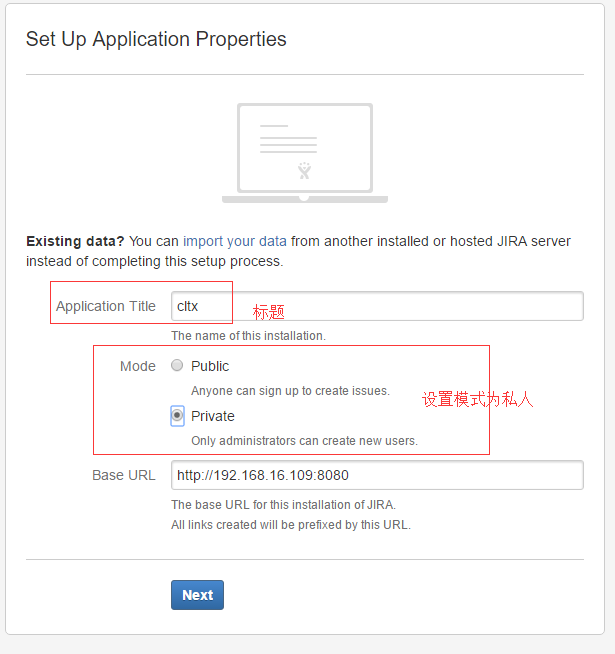 Set Up Application Properties
Existing data? You can import your data from another installed or hosted JIRA server
instead of completing this setup process.
Application Title cltx 标题
The name of this installation.
Mode Public
Anyone can sign up to create issues.
设置模式为私人
Private
Only administrators can create new users.
Base URL http://192.168.16.109:8080
The base URL for this installation of JIRA.
All links created will be prefixed by this URL.
Next